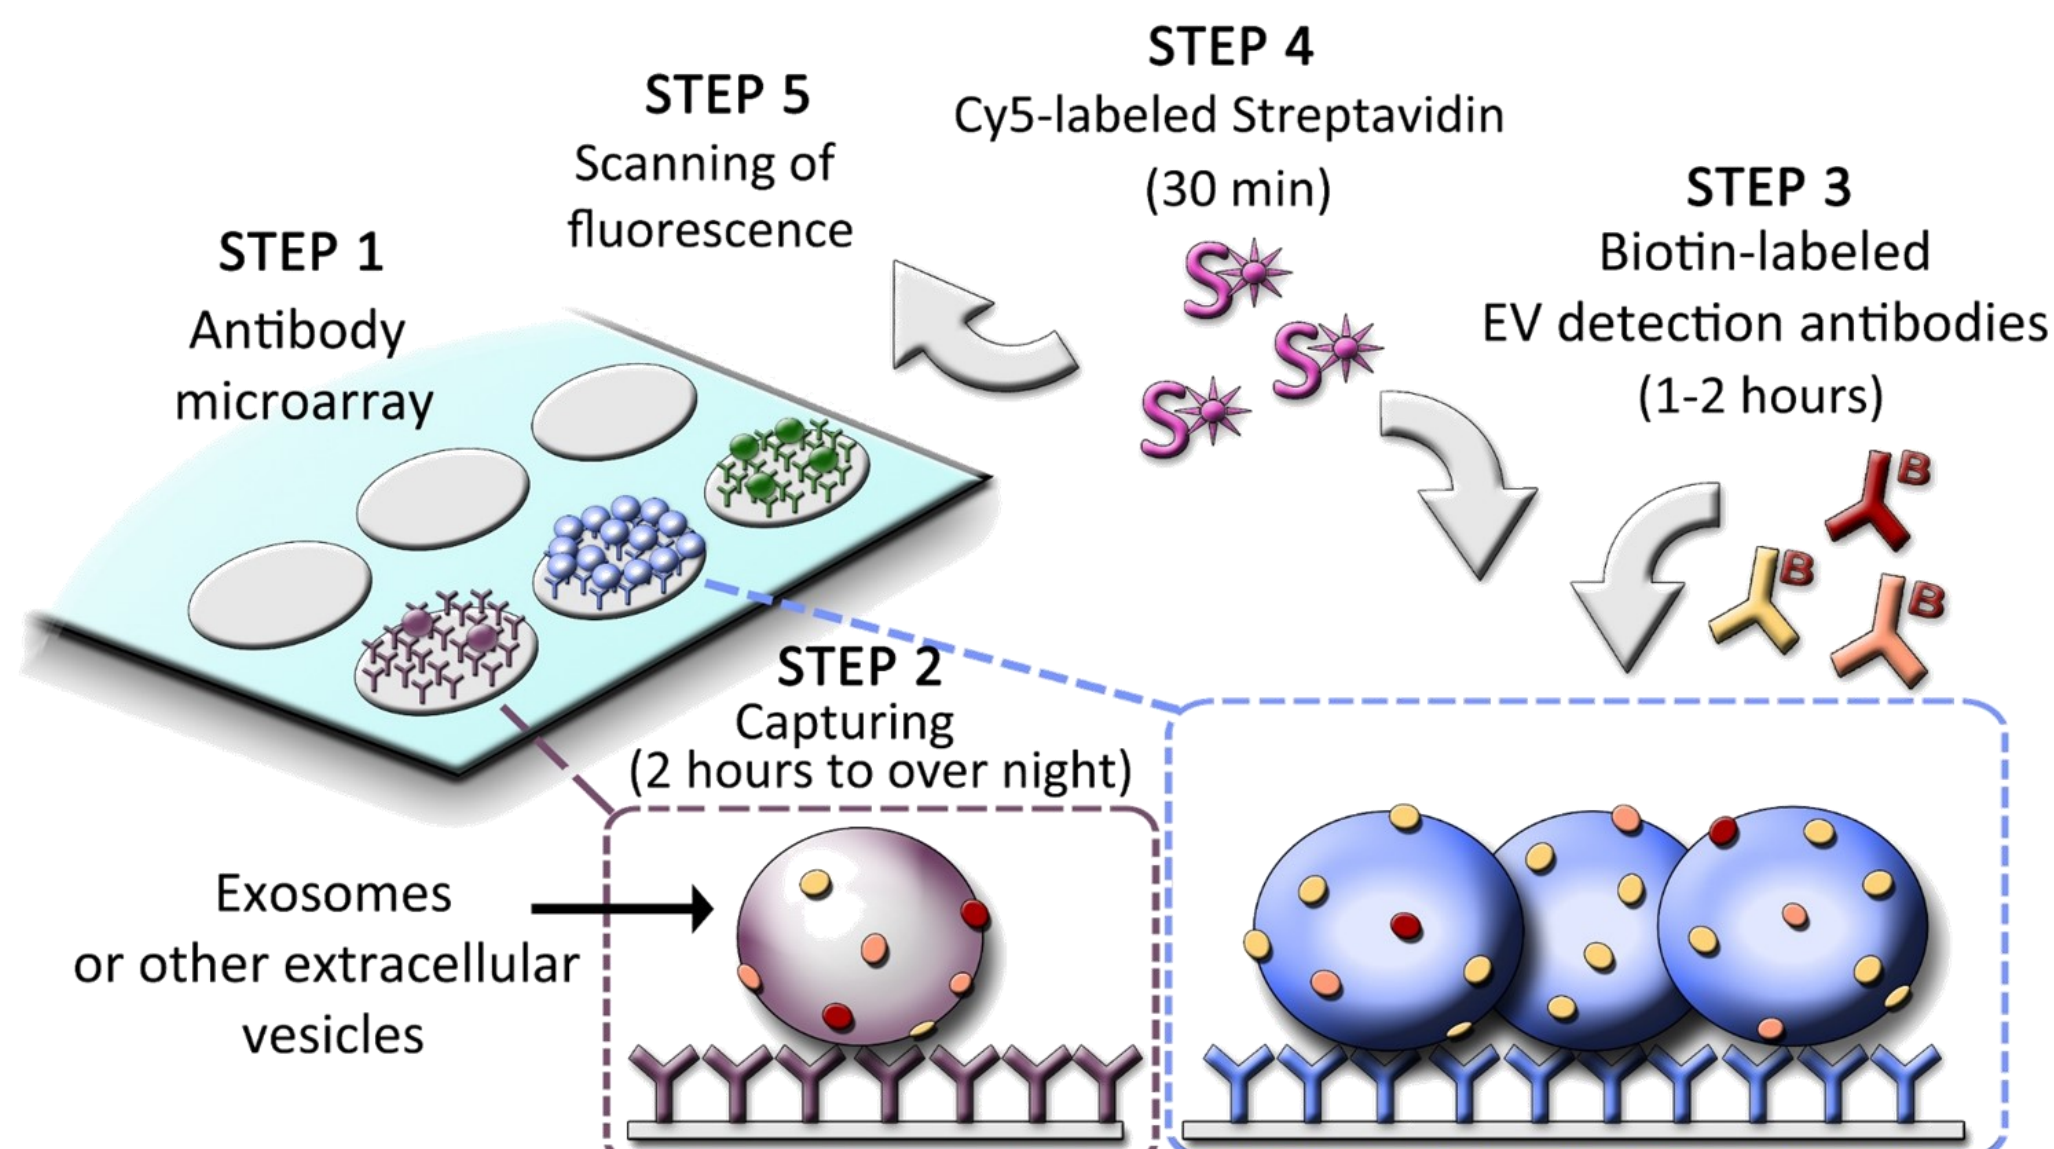 STEP 1
Antibody
microarray
STEP 5
Scanning of
fluorescence
STEP 4
Cy5-labeled Streptavidin
(30 min)
S
S
S
STEP 3
Biotin-labeled
EV detection antibodies
(1-2 hours)
B
B
B
STEP 2
Capturing
(2 hours to over night)
Exosomes
or other extracellular
vesicles